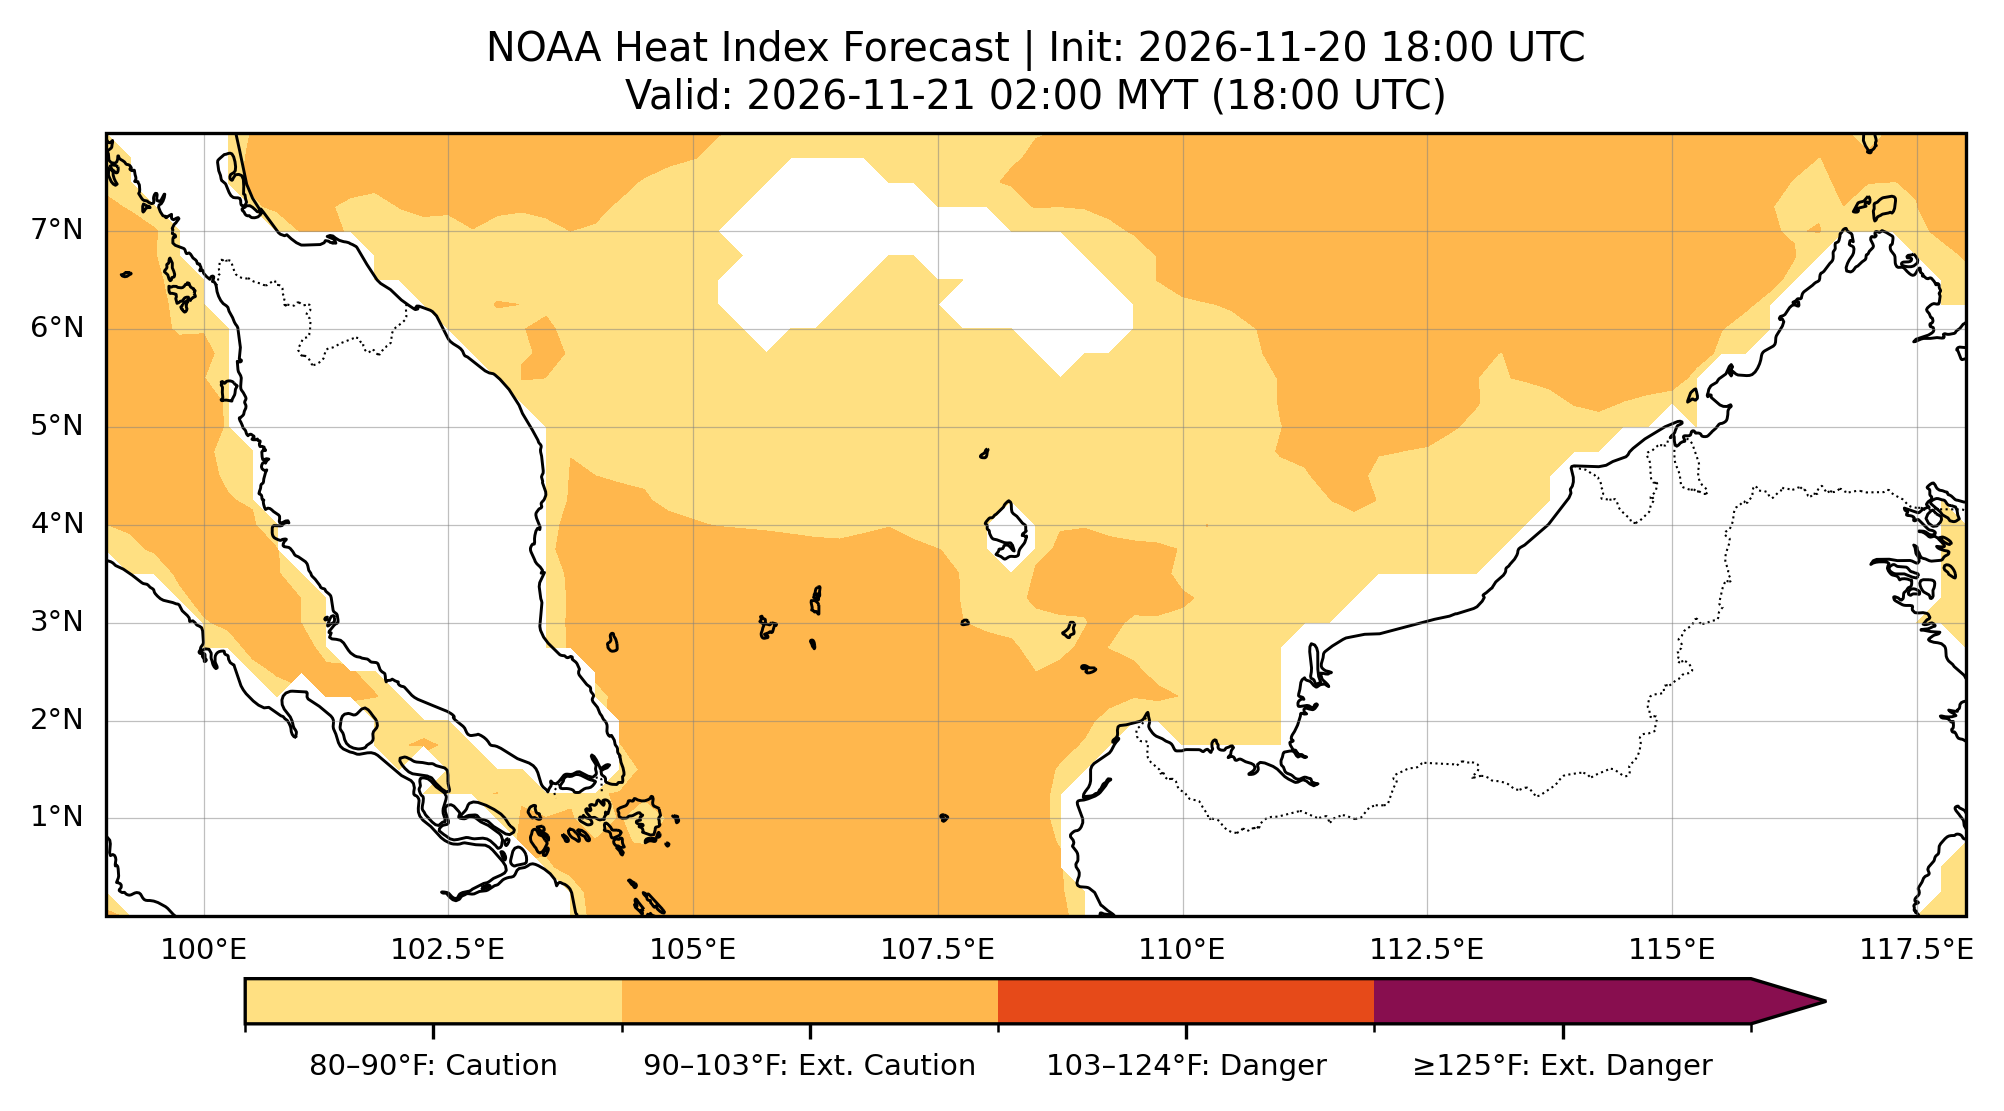 NOAA Heat Index Forecast | Init: 2026-11-20 18:00 UTC
Valid: 2026-11-21 02:00 MYT (18:00 UTC)
7°N
6°N
5°N
4°N
3°N
2°N
1°N
100°E 102.5°E 105°E 107.5°E 110°E 112.5°E 115°E 117.5°E
80–90°F: Caution 90–103°F: Ext. Caution 103–124°F: Danger ≥125°F: Ext. Danger